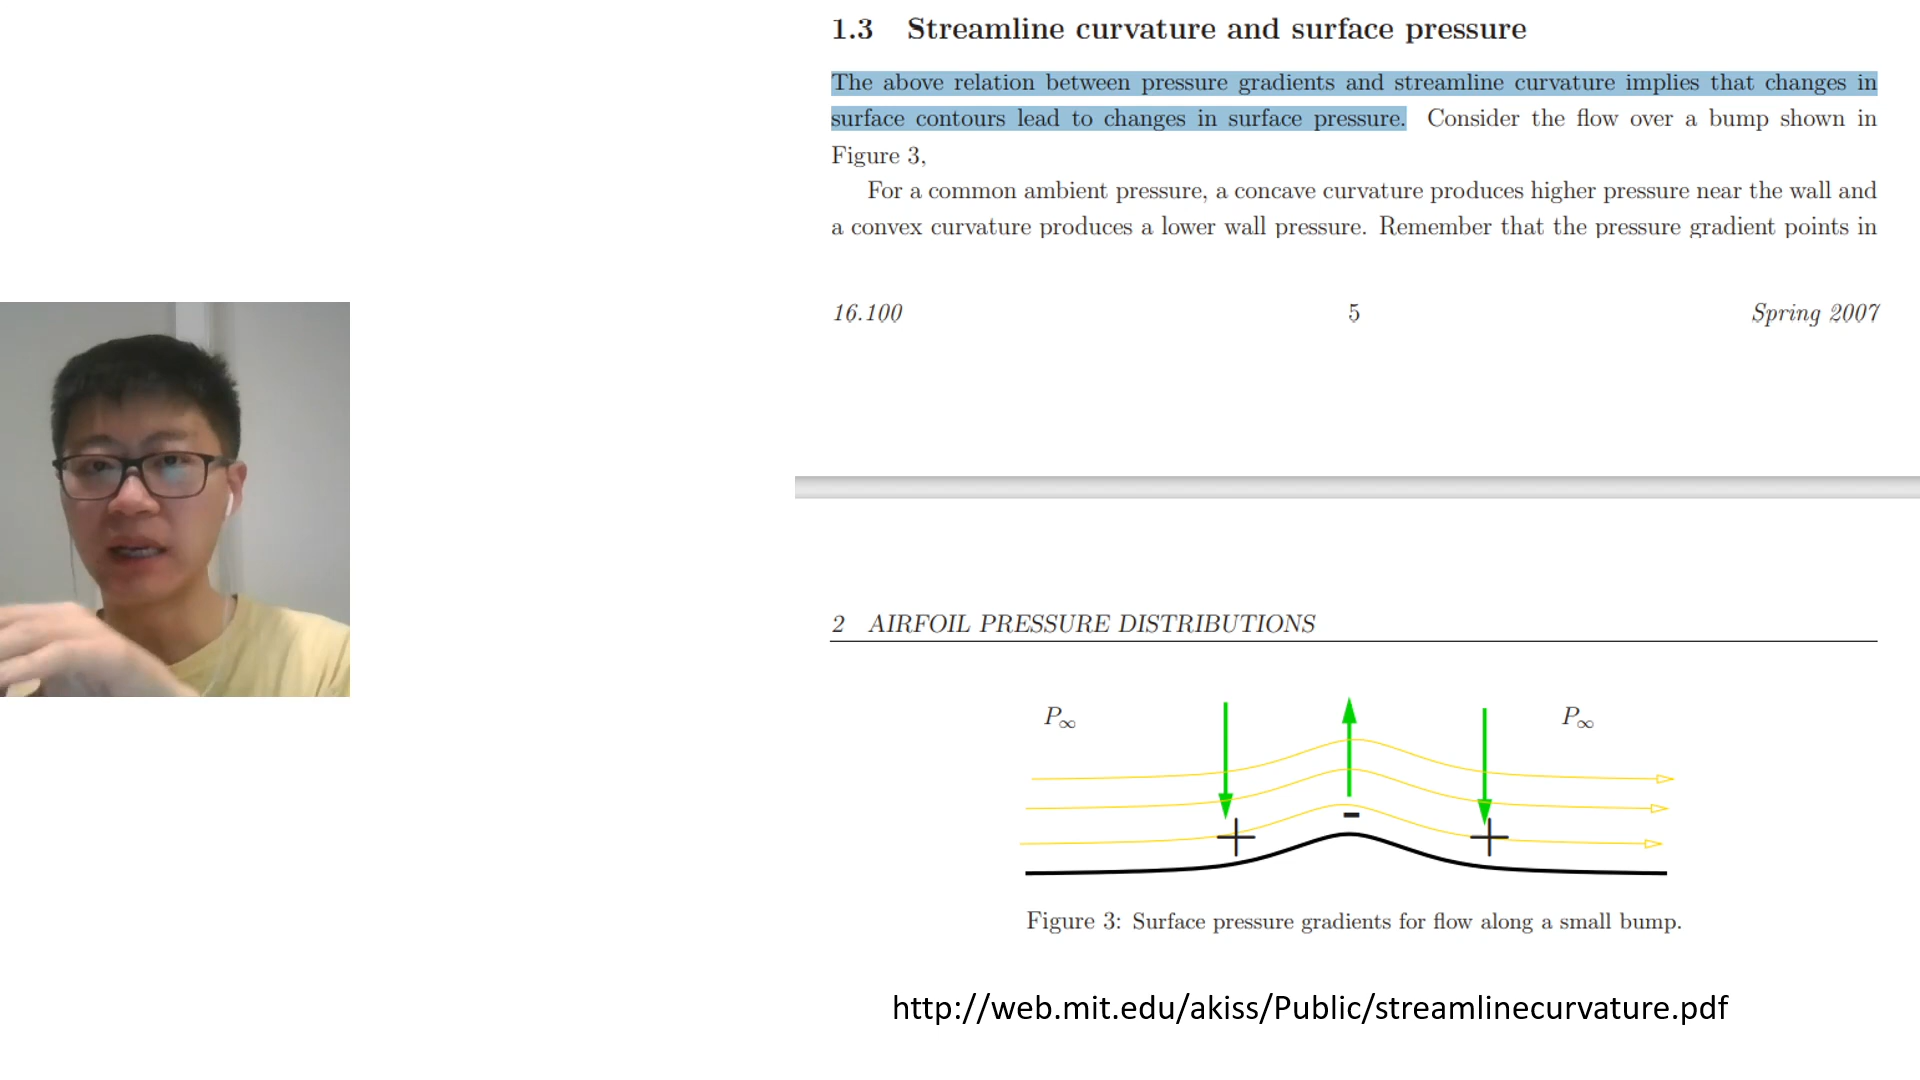 1.3 Streamline curvature and surface pressure
The above relation between pressure gradients and streamline curvature implies that changes in
surface contours lead to changes in surface pressure. Consider the flow over a bump shown in
Figure 3,
For a common ambient pressure, a concave curvature produces higher pressure near the wall and
a convex curvature produces a lower wall pressure. Remember that the pressure gradient points in
16.100 5 Spring 2007
2 AIRFOIL PRESSURE DISTRIBUTIONS
P∞ P∞
+ - +
Figure 3: Surface pressure gradients for flow along a small bump.
http://web.mit.edu/akiss/Public/streamlinecurvature.pdf